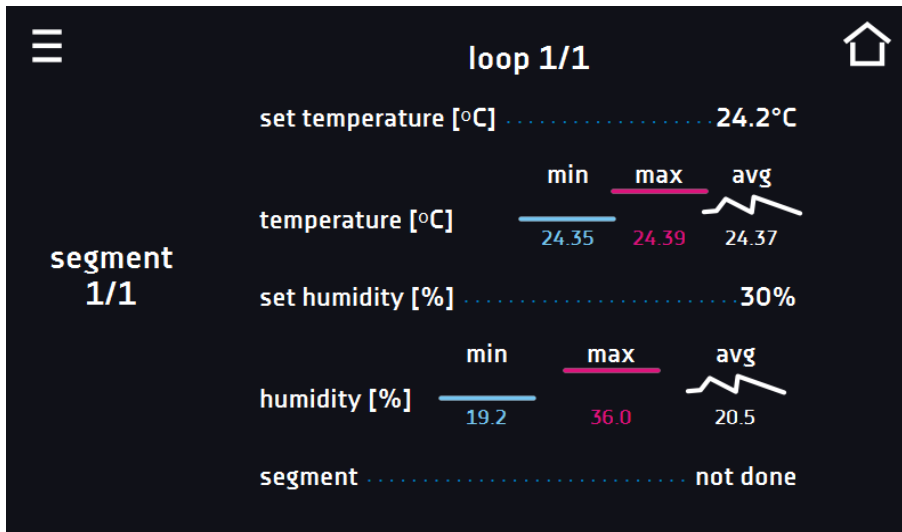 loop 1/1
set temperature [°C] 24.2°C
min max avg
temperature [°C]
24.35 24.39 24.37
segment
1/1
set humidity [%] 30%
min max avg
humidity [%]
19.2 36.0 20.5
segment not done